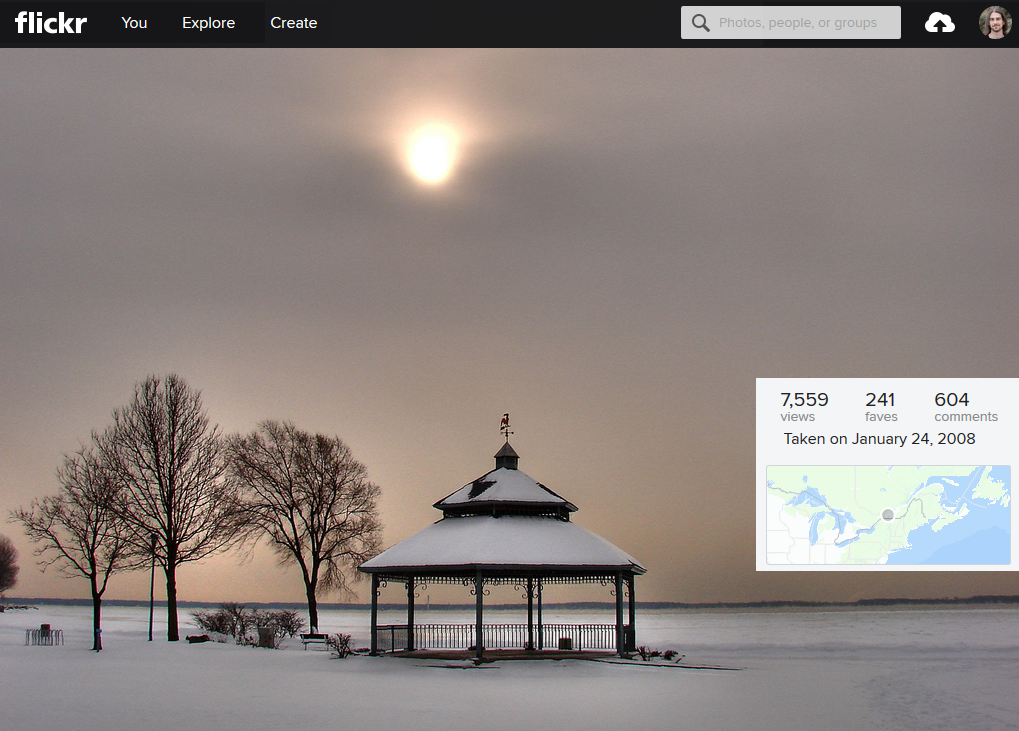 flickr You Explore Create Photos, people, or groups
7,559 241 604
views faves comments
Taken on January 24, 2008